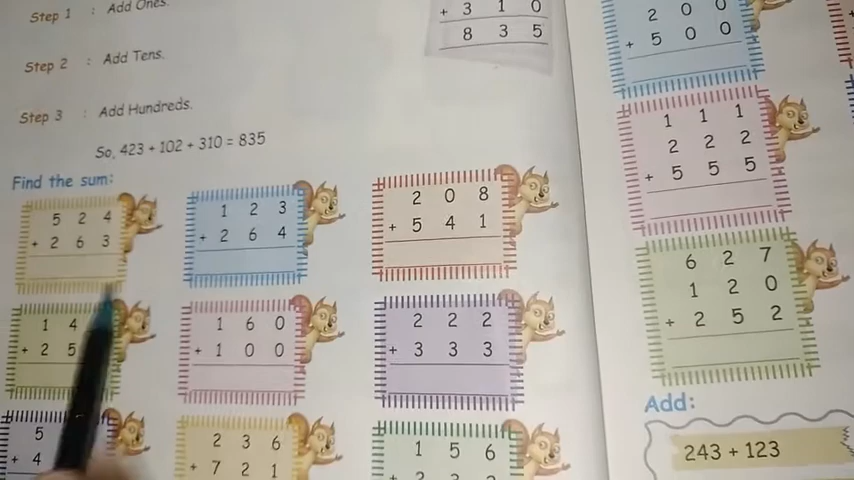 Step 1 : Add Ones.
Step 2 : Add Tens.
Step 3 : Add Hundreds.
+ 3 1 0
8 3 5
So, 423 + 102 + 310 = 835
Find the sum:
5 2 4
+ 2 6 3
1 2 3
+ 2 6 4
2 0 8
+ 5 4 1
1 4
+ 2 5
1 6 0
+ 1 0 0
2 2 2
+ 3 3 3
5
+ 4
2 3 6
+ 7 2 1
1 5 6
+
2 0 0
+ 5 0 0
1 1 1
2 2 2
+ 5 5 5
6 2 7
1 2 0
+ 2 5 2
Add:
243 + 123